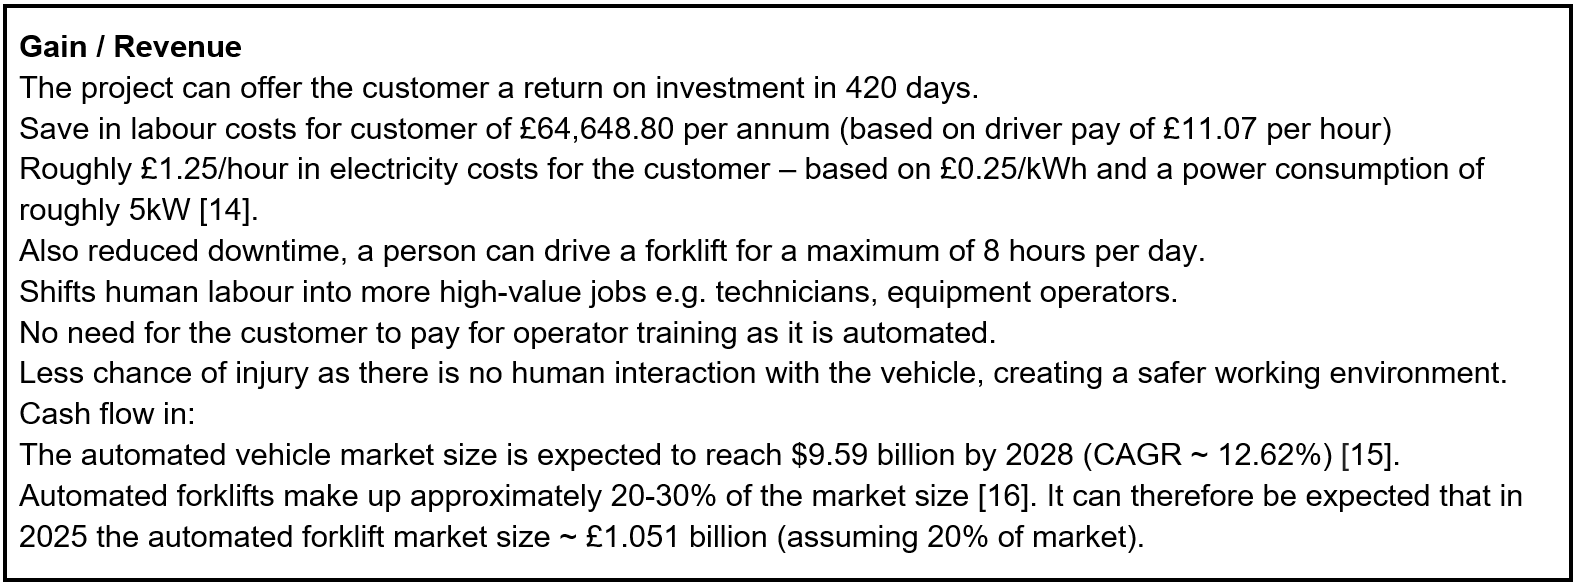 Gain / Revenue
The project can offer the customer a return on investment in 420 days.
Save in labour costs for customer of £64,648.80 per annum (based on driver pay of £11.07 per hour)
Roughly £1.25/hour in electricity costs for the customer – based on £0.25/kWh and a power consumption of
roughly 5kW [14].
Also reduced downtime, a person can drive a forklift for a maximum of 8 hours per day.
Shifts human labour into more high-value jobs e.g. technicians, equipment operators.
No need for the customer to pay for operator training as it is automated.
Less chance of injury as there is no human interaction with the vehicle, creating a safer working environment.
Cash flow in:
The automated vehicle market size is expected to reach $9.59 billion by 2028 (CAGR ~ 12.62%) [15].
Automated forklifts make up approximately 20-30% of the market size [16]. It can therefore be expected that in
2025 the automated forklift market size ~ £1.051 billion (assuming 20% of market).